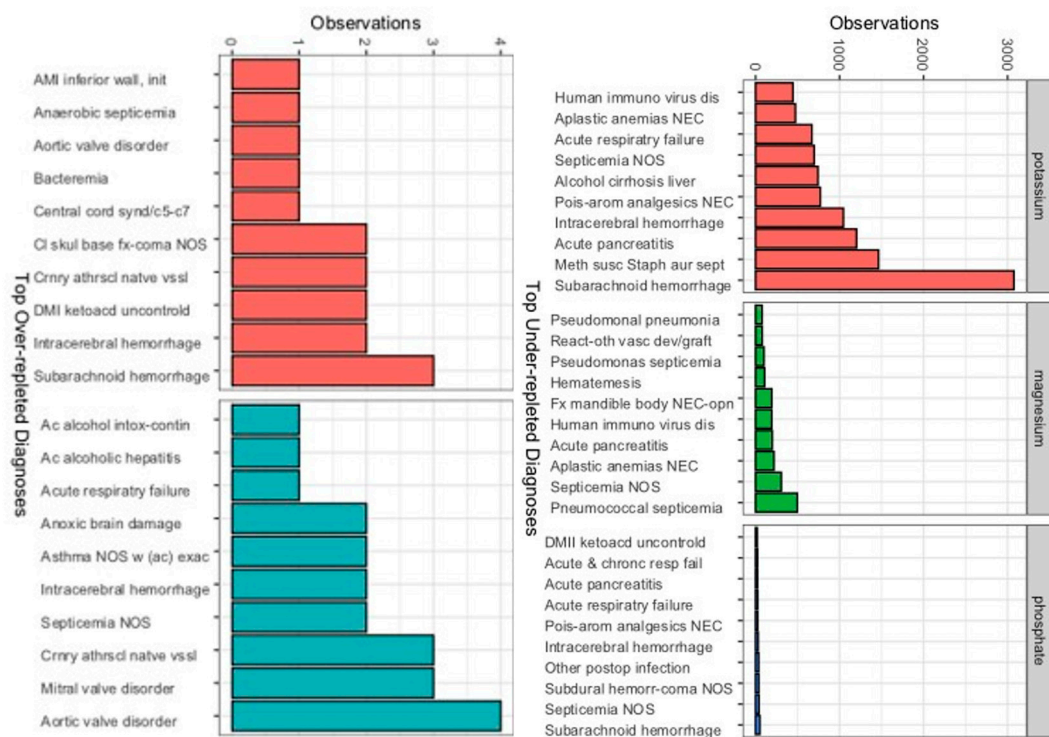 Observations
0
1
2
3
4
AMI inferior wall, init
Anaerobic septicemia
Aortic valve disorder
Bacteremia
Central cord synd/c5-c7
Cl skul base fx-coma NOS
Crnry athrscl natve vssl
DMI ketoacd uncontrold
Intracerebral hemorrhage
Subarachnoid hemorrhage
Ac alcohol intox-contin
Ac alcoholic hepatitis
Acute respiratry failure
Anoxic brain damage
Asthma NOS w (ac) exac
Intracerebral hemorrhage
Septicemia NOS
Crnry athrscl natve vssl
Mitral valve disorder
Aortic valve disorder
Top Over-repleted Diagnoses
Observations
0
1000
2000
3000
Human immuno virus dis
Aplastic anemias NEC
Acute respiratry failure
Septicemia NOS
Alcohol cirrhosis liver
Pois-arom analgesics NEC
Intracerebral hemorrhage
Acute pancreatitis
Meth susc Staph aur sept
Subarachnoid hemorrhage
potassium
Pseudomonal pneumonia
React-oth vasc dev/graft
Pseudomonas septicemia
Hematemesis
Fx mandible body NEC-opn
Human immuno virus dis
Acute pancreatitis
Aplastic anemias NEC
Septicemia NOS
Pneumococcal septicemia
magnesium
DMII ketoacd uncontrold
Acute & chronc resp fail
Acute pancreatitis
Acute respiratry failure
Pois-arom analgesics NEC
Intracerebral hemorrhage
Other postop infection
Subdural hemorr-coma NOS
Septicemia NOS
Subarachnoid hemorrhage
phosphate
Top Under-repleted Diagnoses